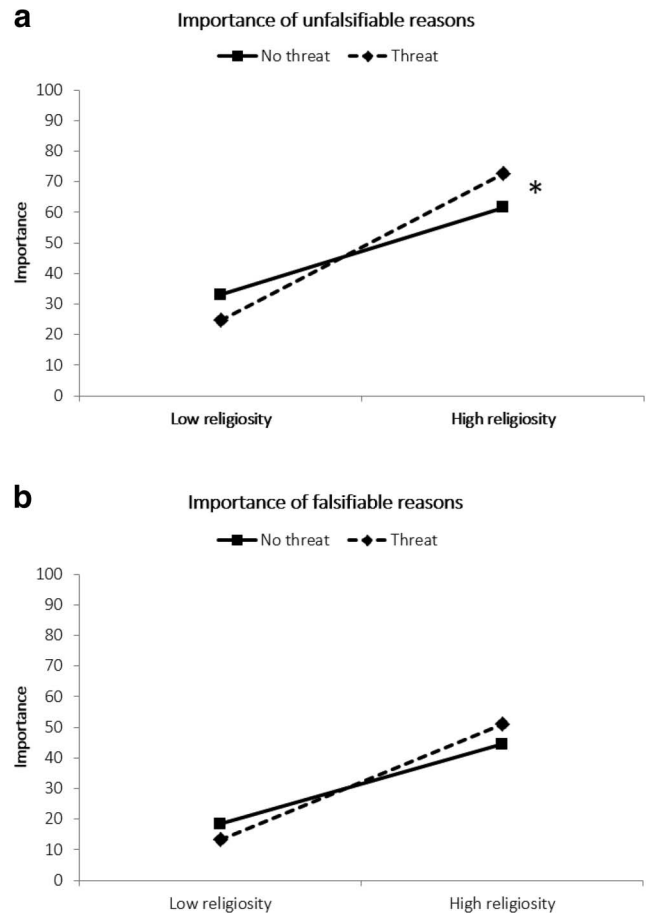 a
Importance of unfalsifiable reasons
No threat Threat
100
90
80
70
60
50
40
30
20
10
0
Importance
*
Low religiosity High religiosity
b
Importance of falsifiable reasons
No threat Threat
100
90
80
70
60
50
40
30
20
10
0
Importance
Low religiosity High religiosity